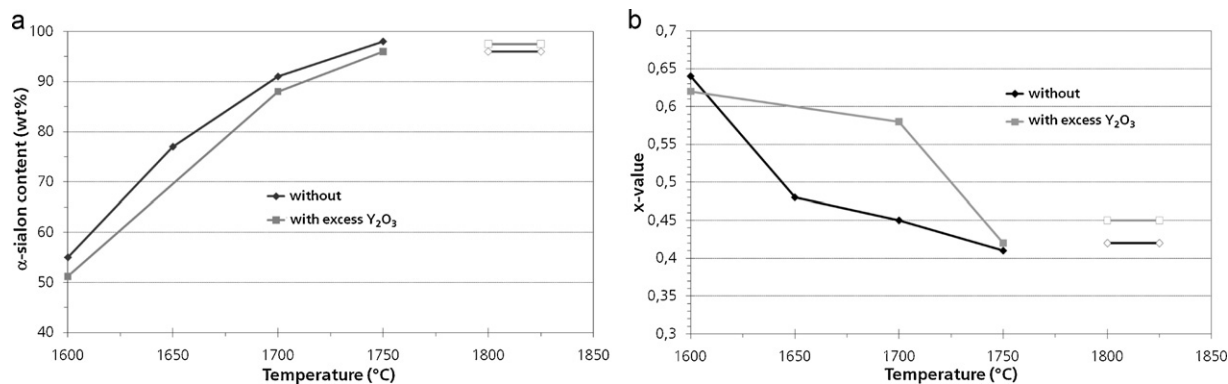 a
100
90
80
70
60
50
40
α-sialon content (wt%)
without
with excess Y₂O₃
1600 1650 1700 1750 1800 1850
Temperature (°C)
b
0,7
0,65
0,6
0,55
0,5
0,45
0,4
0,35
0,3
x-value
without
with excess Y₂O₃
1600 1650 1700 1750 1800 1850
Temperature (°C)